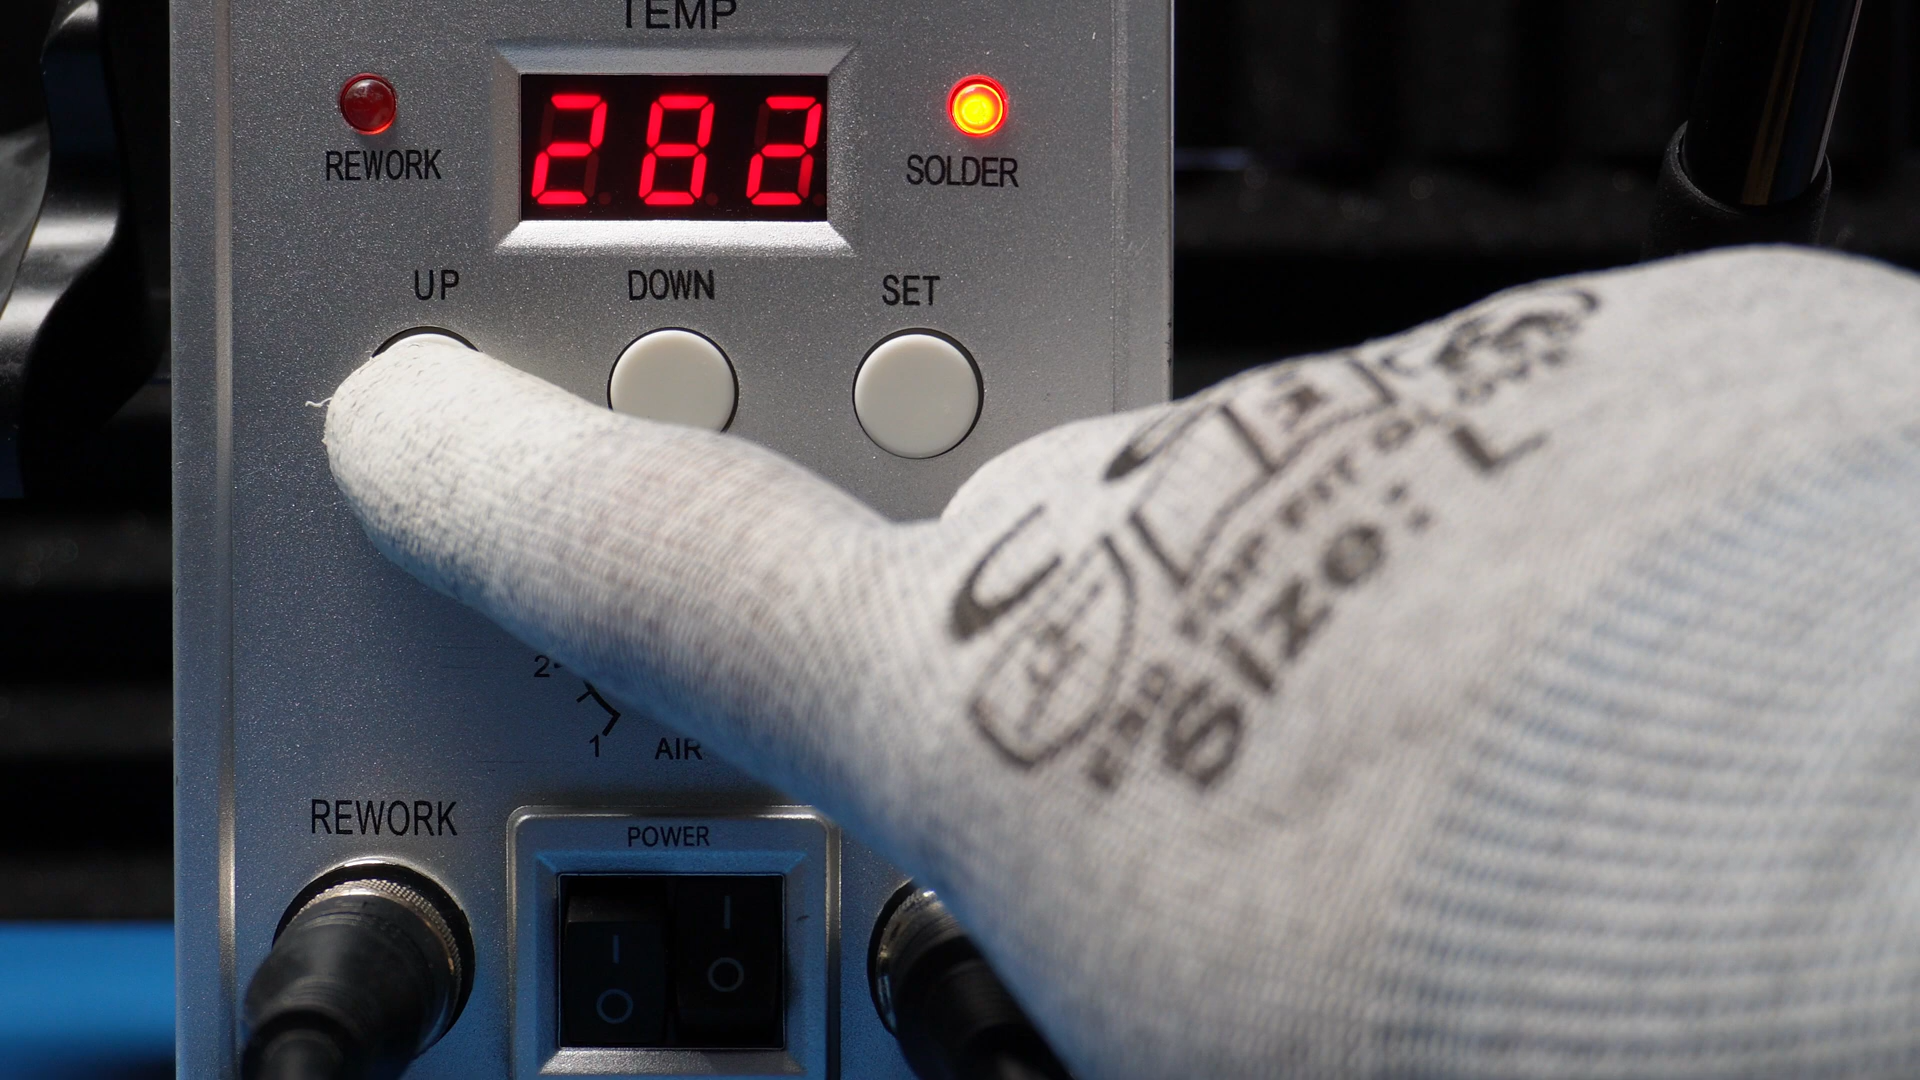 TEMP
282
REWORK
SOLDER
UP
DOWN
SET
Size: L
2
1
AIR
REWORK
POWER